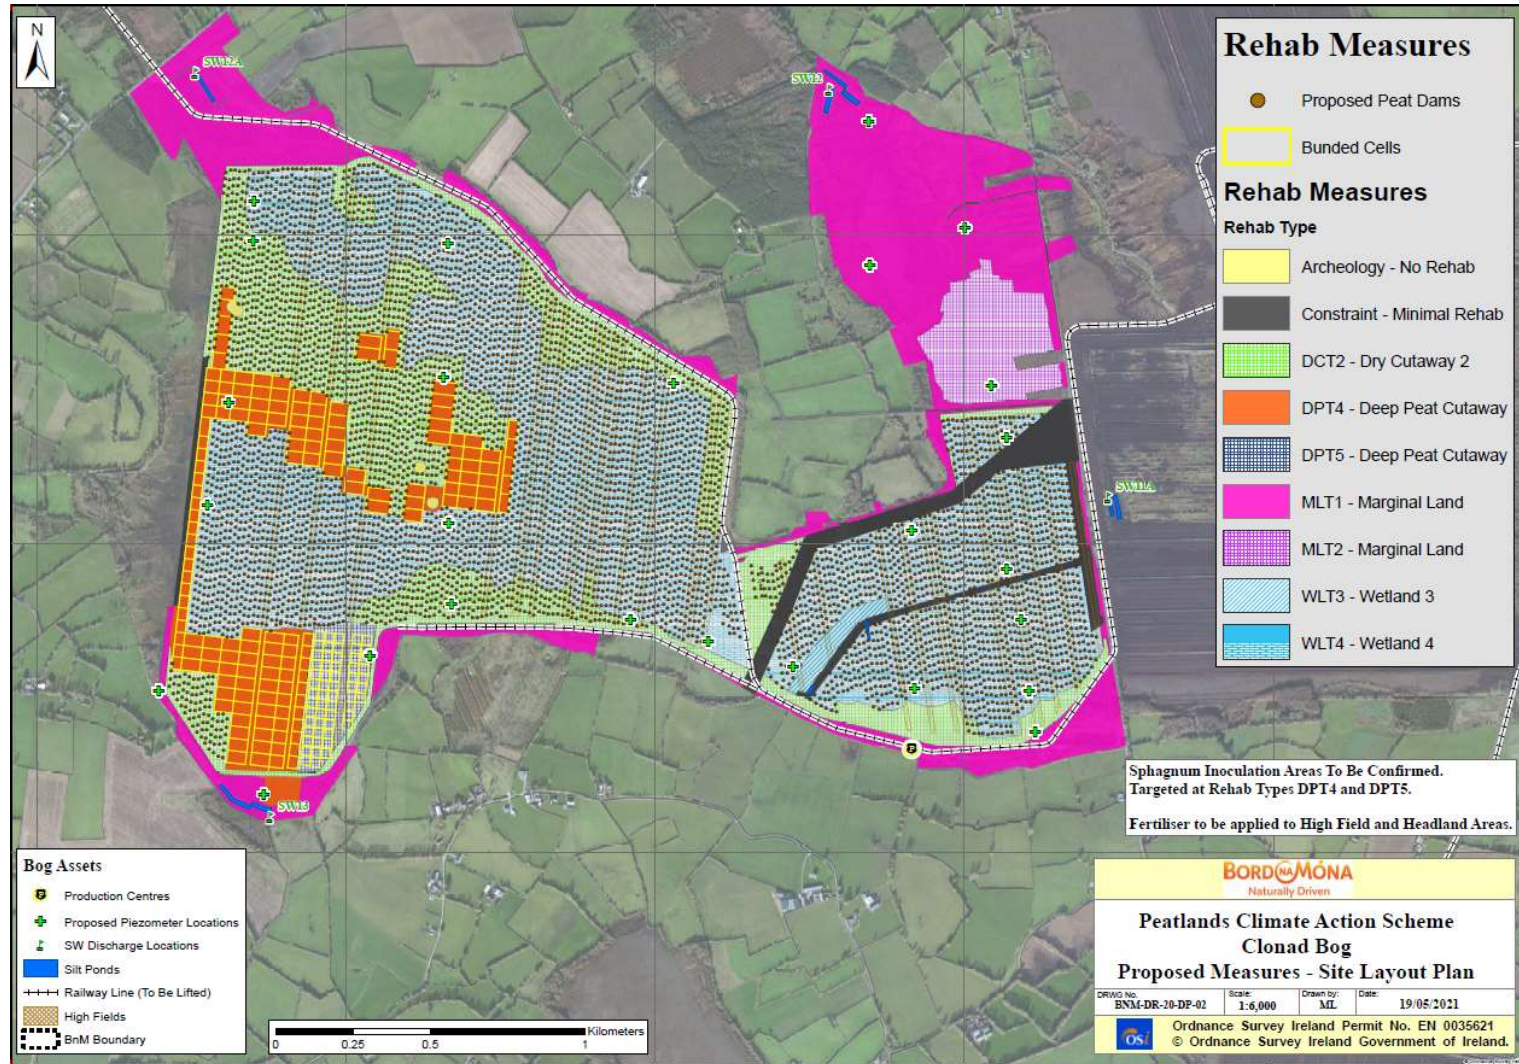 N
SW12A
SW12
SW11A
SW13
Rehab Measures
Proposed Peat Dams
Bunded Cells
Rehab Measures
Rehab Type
Archeology - No Rehab
Constraint - Minimal Rehab
DCT2 - Dry Cutaway 2
DPT4 - Deep Peat Cutaway
DPT5 - Deep Peat Cutaway
MLT1 - Marginal Land
MLT2 - Marginal Land
WLT3 - Wetland 3
WLT4 - Wetland 4
Sphagnum Inoculation Areas To Be Confirmed.
Targeted at Rehab Types DPT4 and DPT5.
Fertiliser to be applied to High Field and Headland Areas.
Bog Assets
P Production Centres
Proposed Piezometer Locations
SW Discharge Locations
Silt Ponds
Railway Line (To Be Lifted)
High Fields
BnM Boundary
Kilometers
0 0.25 0.5 1
BORD NA MÓNA
Naturally Driven
Peatlands Climate Action Scheme
Clonad Bog
Proposed Measures - Site Layout Plan
DRWG No. BNM-DR-20-DP-02 Scale: 1:6,000 Drawn by: ML Date: 19/05/2021
OSi
Ordnance Survey Ireland Permit No. EN 0035621
© Ordnance Survey Ireland Government of Ireland.